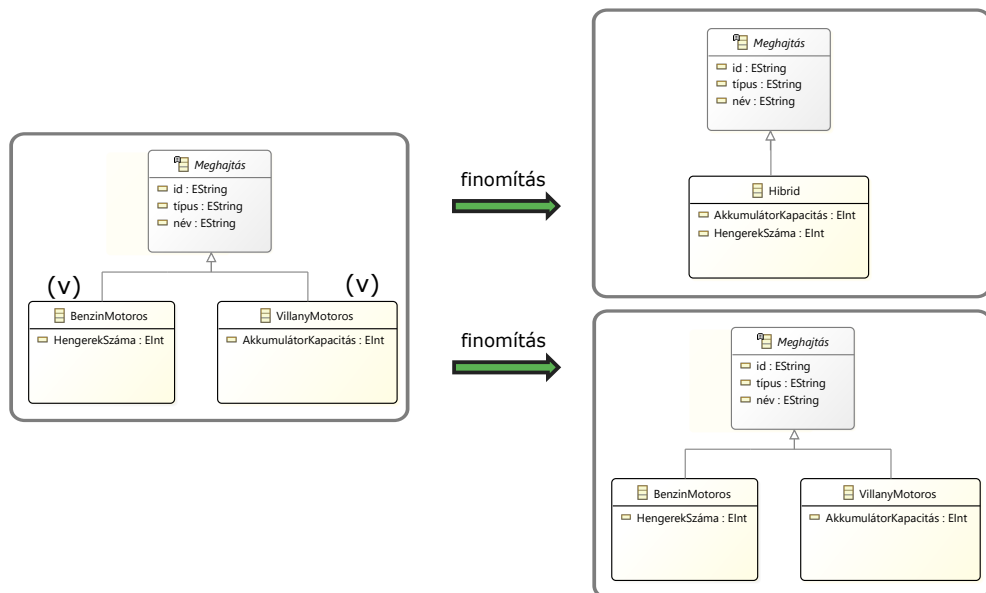 Meghajtás
id : EString
típus : EString
név : EString
(v)
(v)
BenzinMotoros
HengerekSzáma : EInt
VillanyMotoros
AkkumulátorKapacitás : EInt
finomítás
finomítás
Meghajtás
id : EString
típus : EString
név : EString
Hibrid
AkkumulátorKapacitás : EInt
HengerekSzáma : EInt
Meghajtás
id : EString
típus : EString
név : EString
BenzinMotoros
HengerekSzáma : EInt
VillanyMotoros
AkkumulátorKapacitás : EInt